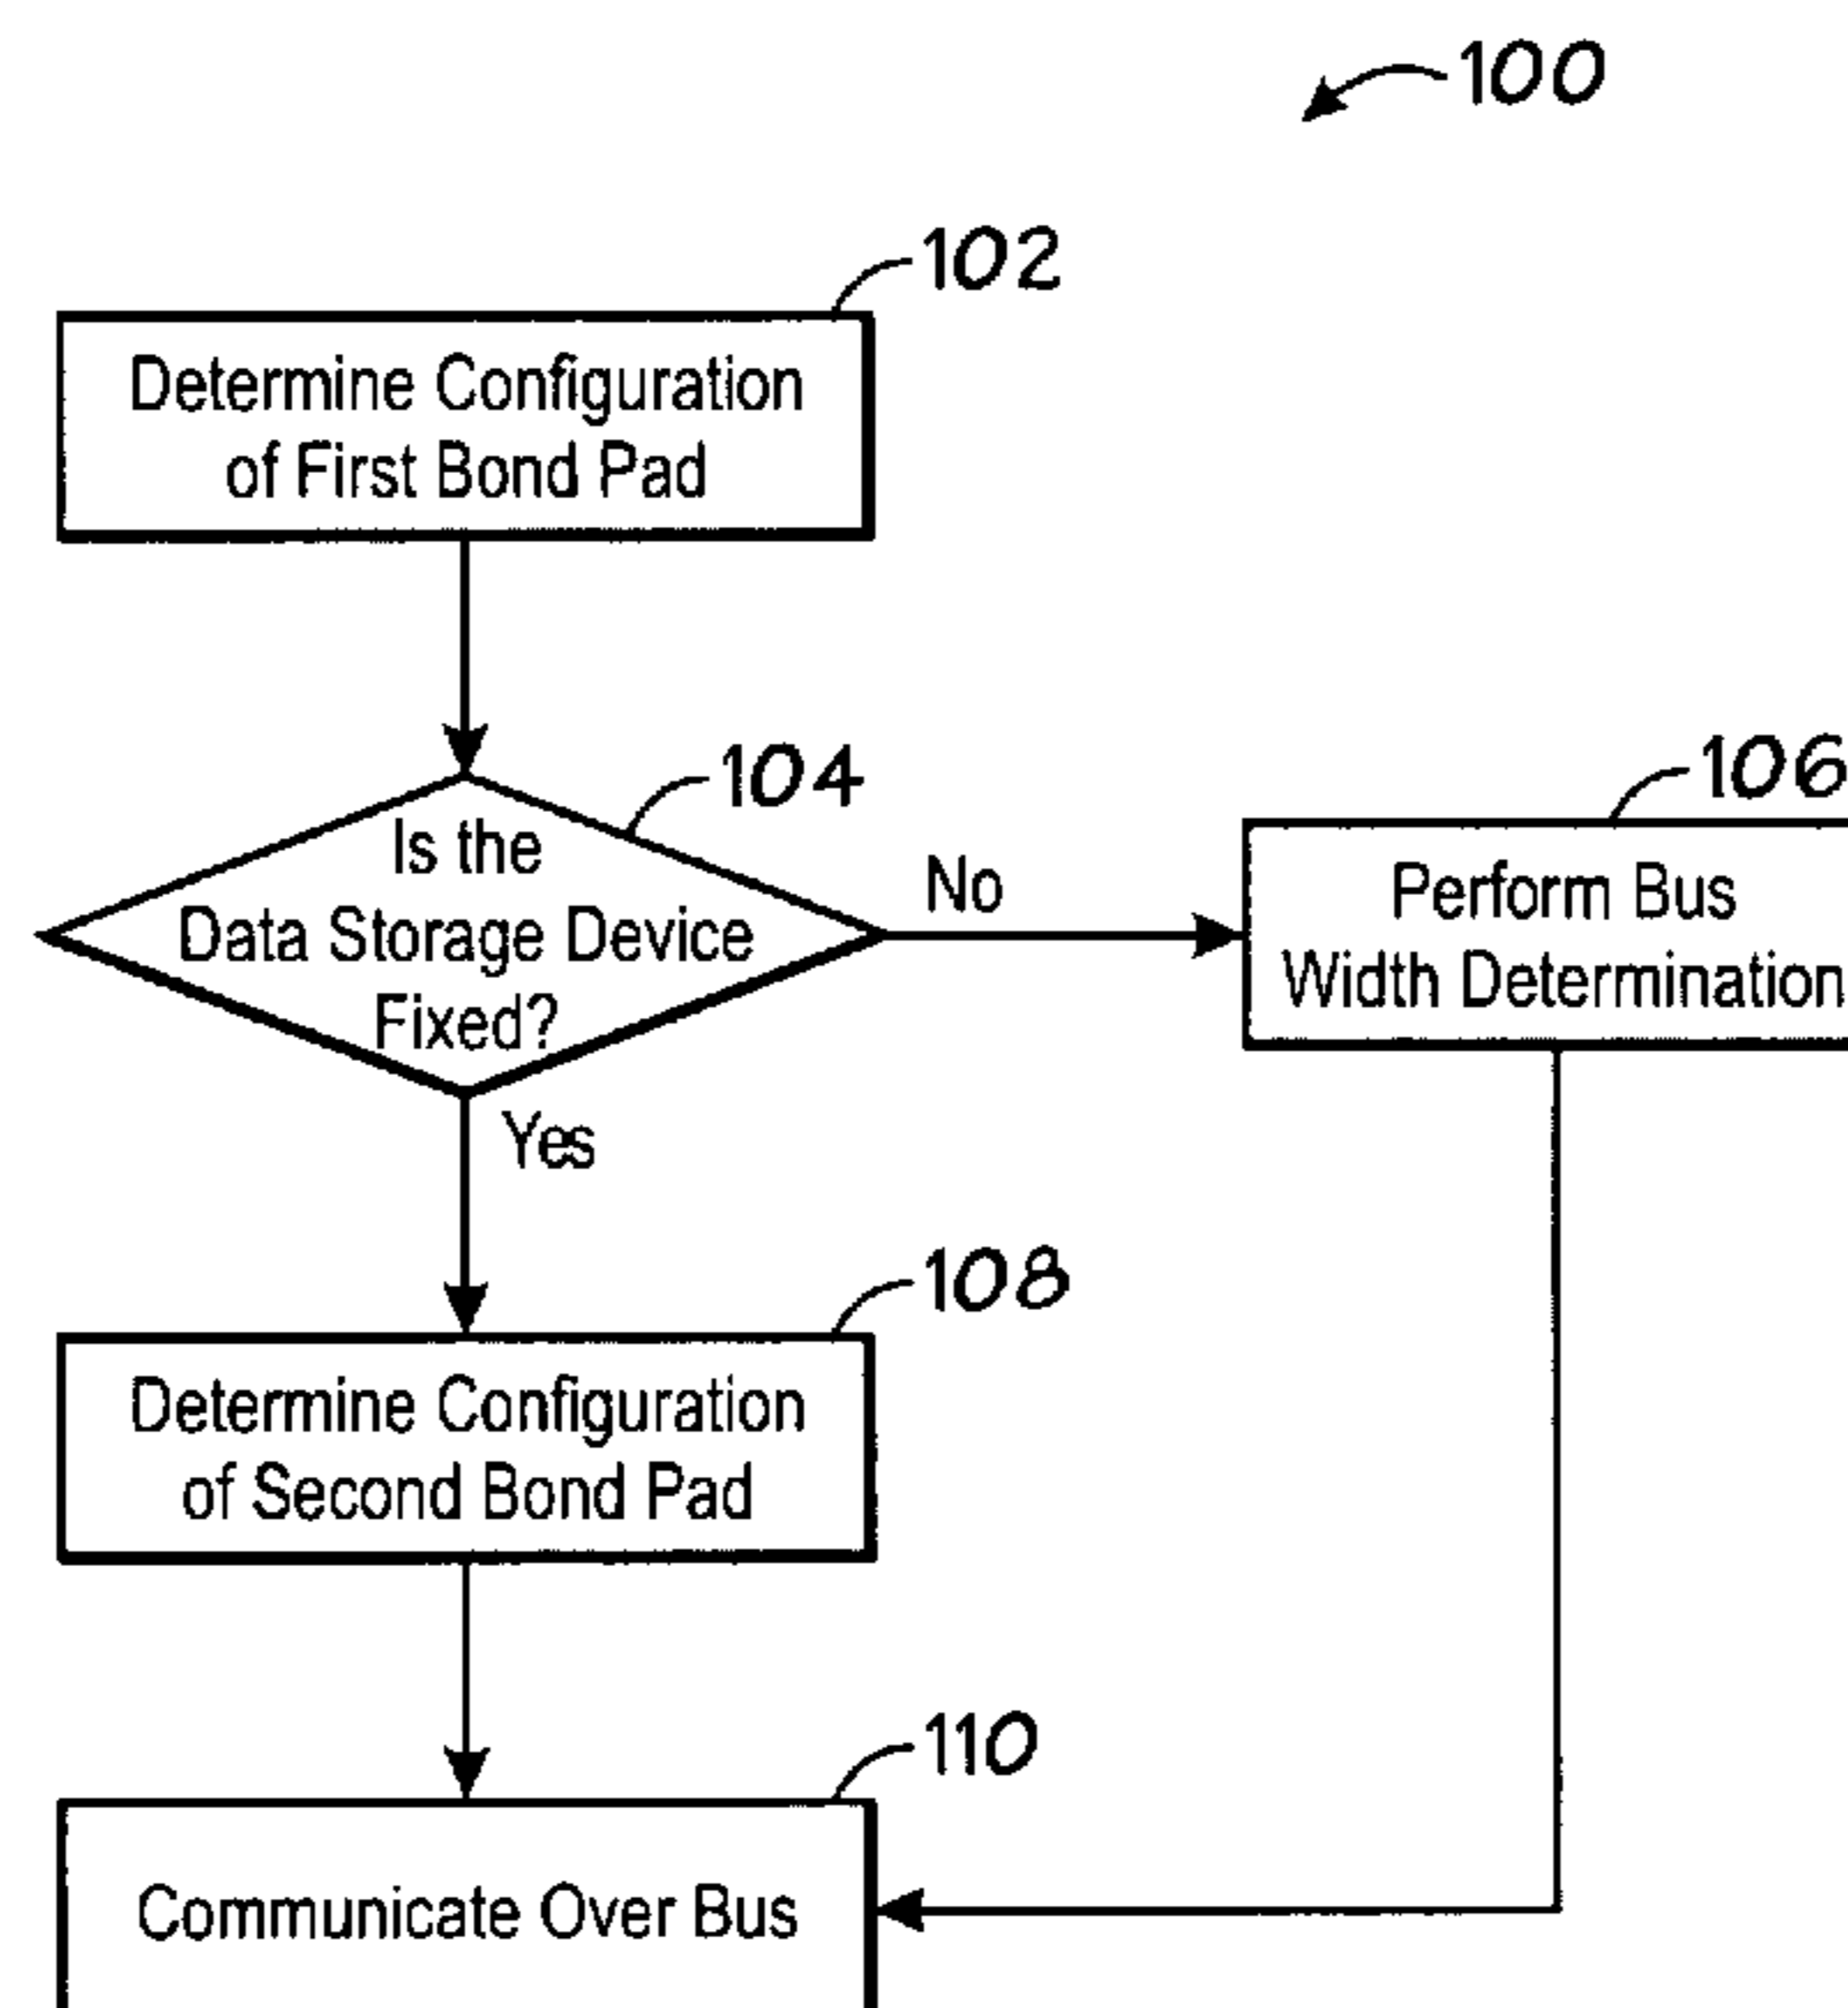 100
102
Determine Configuration
of First Bond Pad
104
Is the
Data Storage Device
Fixed?
No
106
Perform Bus
Width Determination
Yes
108
Determine Configuration
of Second Bond Pad
110
Communicate Over Bus